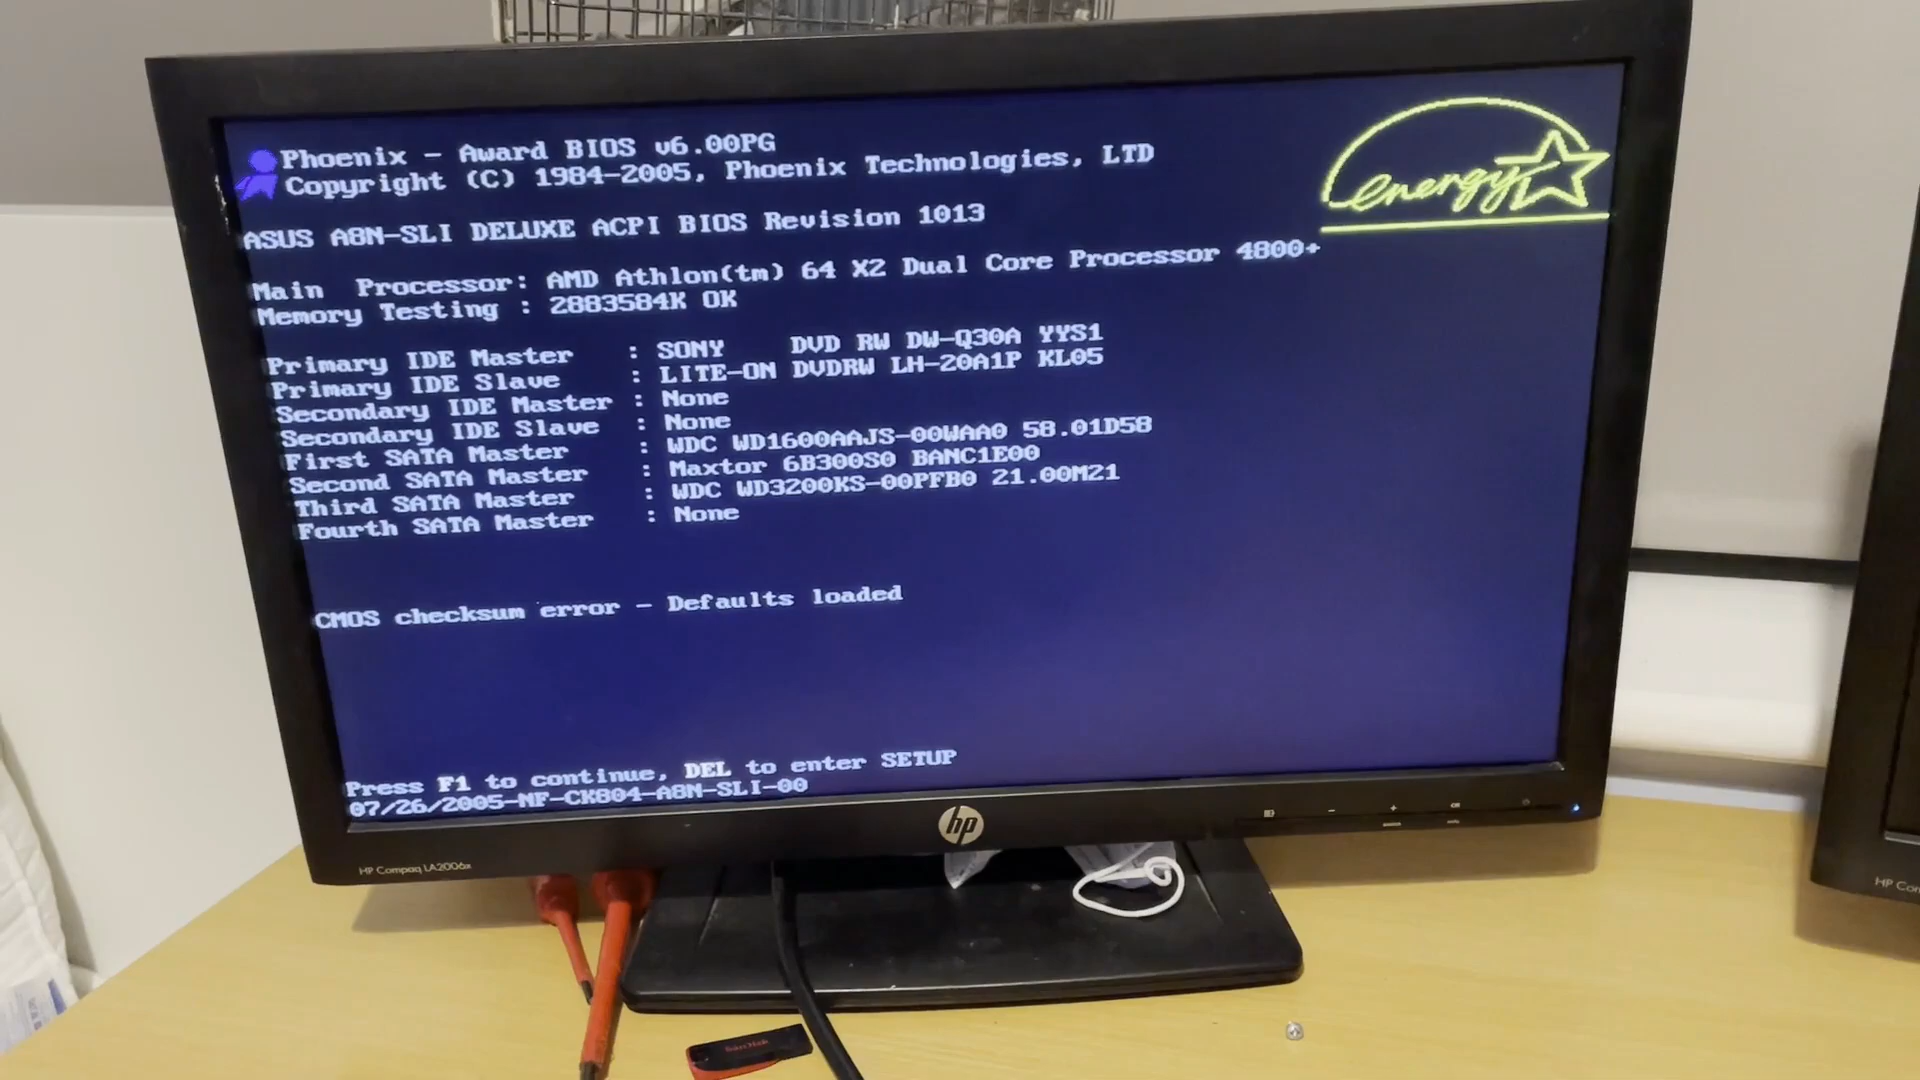 Phoenix - Award BIOS v6.00PG
Copyright (C) 1984-2005, Phoenix Technologies, LTD
energy
ASUS A8N-SLI DELUXE ACPI BIOS Revision 1013
Main Processor: AMD Athlon(tm) 64 X2 Dual Core Processor 4800+
Memory Testing : 2883584K OK
Primary IDE Master : SONY DVD RW DW-Q30A YYS1
Primary IDE Slave : LITE-ON DVDRW LH-20A1P KL05
Secondary IDE Master : None
Secondary IDE Slave : None
First SATA Master : WDC WD1600AAJS-00WAA0 58.01D58
Second SATA Master : Maxtor 6B300S0 BANC1E00
Third SATA Master : WDC WD3200KS-00PFB0 21.00M21
Fourth SATA Master : None
CMOS checksum error - Defaults loaded
Press F1 to continue, DEL to enter SETUP
07/26/2005-NF-CK804-A8N-SLI-00
hp
HP Compaq LA2006x
SanDisk